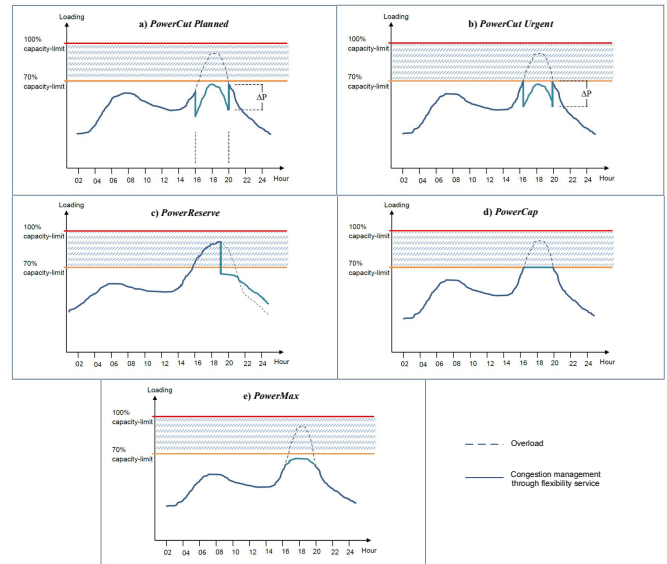 Loading
a) PowerCut Planned
100%
capacity-limit
70%
capacity-limit
ΔP
Hour
02 04 06 08 10 12 14 16 18 20 22 24
Loading
b) PowerCut Urgent
100%
capacity-limit
70%
capacity-limit
ΔP
Hour
02 04 06 08 10 12 14 16 18 20 22 24
Loading
c) PowerReserve
100%
capacity-limit
70%
capacity-limit
Hour
02 04 06 08 10 12 14 16 18 20 22 24
Loading
d) PowerCap
100%
capacity-limit
70%
capacity-limit
Hour
02 04 06 08 10 12 14 16 18 20 22 24
Loading
e) PowerMax
100%
capacity-limit
70%
capacity-limit
02 04 06 08 10 12 14 16 18 20 22 24 Hour
Overload
Congestion management
through flexibility service